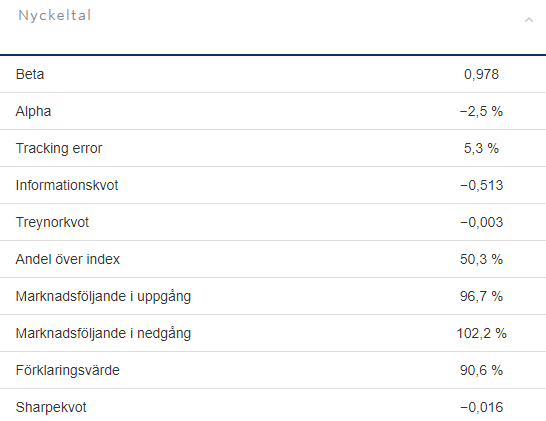 Nyckeltal
Beta 0,978
Alpha −2,5 %
Tracking error 5,3 %
Informationskvot −0,513
Treynorkvot −0,003
Andel över index 50,3 %
Marknadsföljande i uppgång 96,7 %
Marknadsföljande i nedgång 102,2 %
Förklaringsvärde 90,6 %
Sharpekvot −0,016